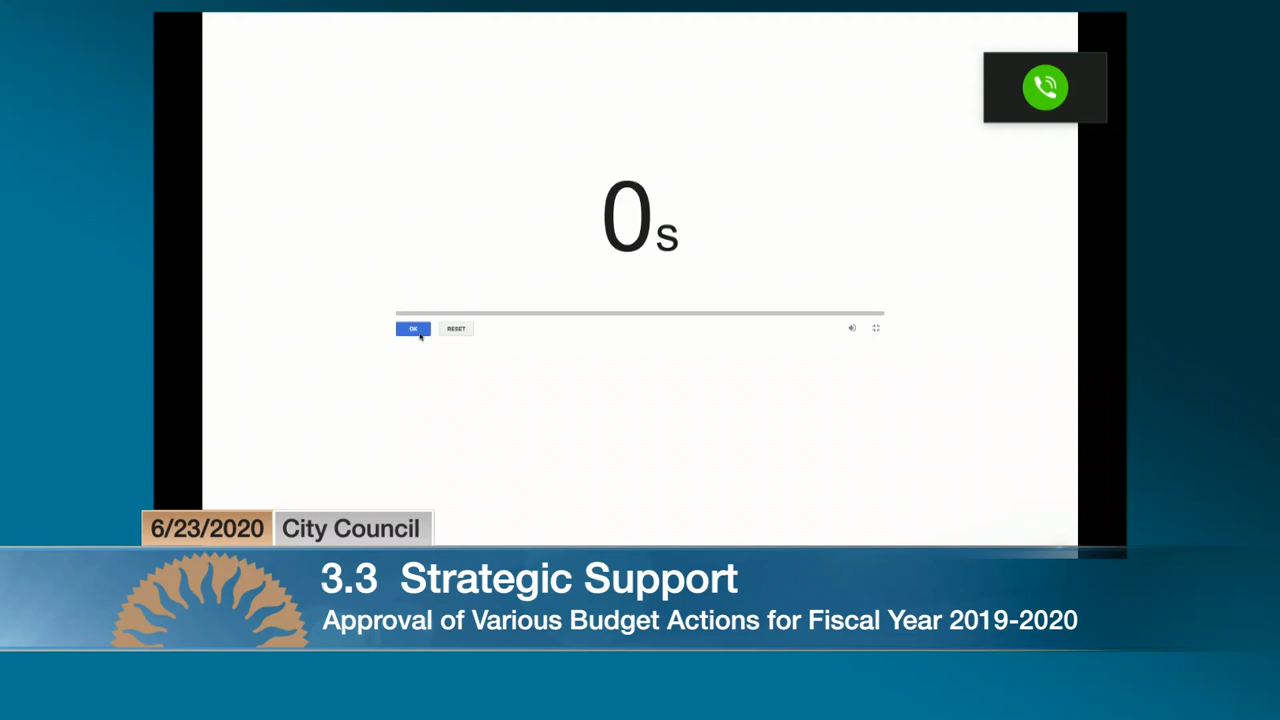 0s
OK
RESET
6/23/2020
City Council
3.3 Strategic Support
Approval of Various Budget Actions for Fiscal Year 2019-2020